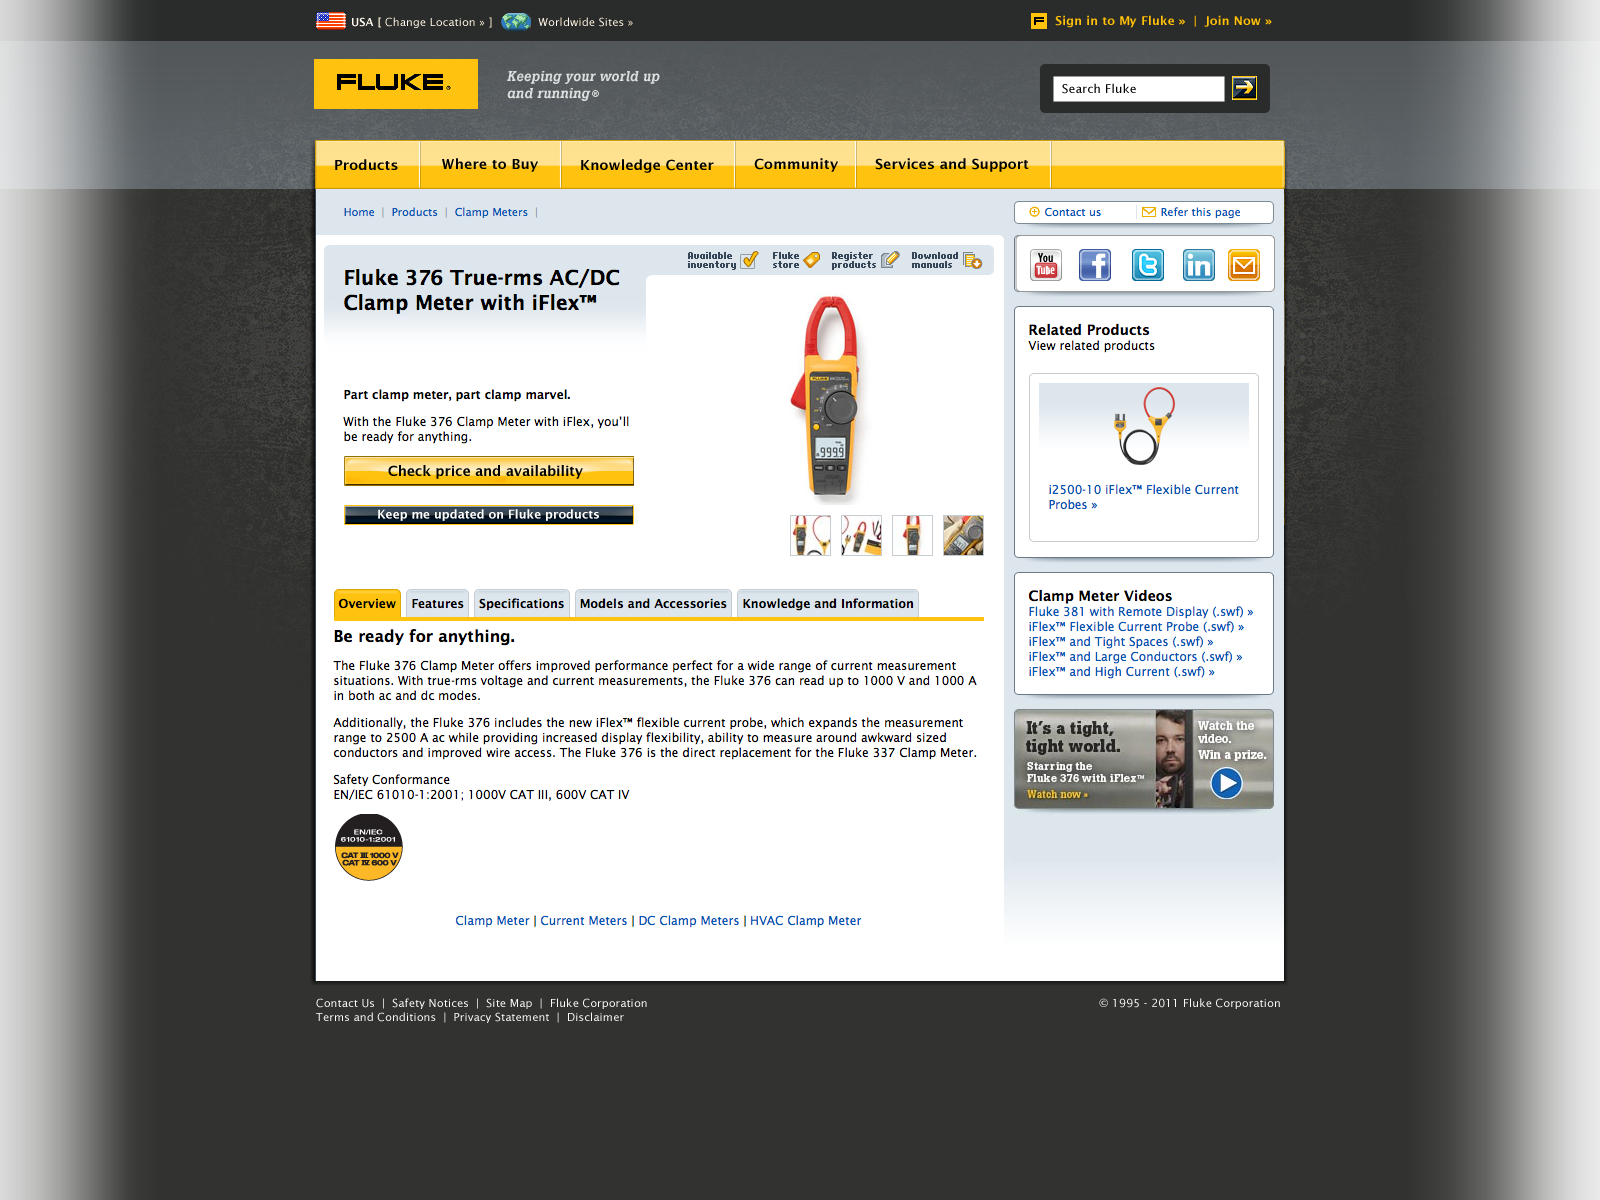 USA [ Change Location » ] Worldwide Sites »
Sign in to My Fluke » | Join Now »
FLUKE®
Keeping your world up
and running®
Search Fluke
Products Where to Buy Knowledge Center Community Services and Support
Home | Products | Clamp Meters |
Contact us Refer this page
Available
inventory
Fluke
store
Register
products
Download
manuals
Fluke 376 True-rms AC/DC
Clamp Meter with iFlex™
Part clamp meter, part clamp marvel.
With the Fluke 376 Clamp Meter with iFlex, you'll
be ready for anything.
Check price and availability
Keep me updated on Fluke products
You
Tube
Related Products
View related products
i2500-10 iFlex™ Flexible Current
Probes »
Clamp Meter Videos
Fluke 381 with Remote Display (.swf) »
iFlex™ Flexible Current Probe (.swf) »
iFlex™ and Tight Spaces (.swf) »
iFlex™ and Large Conductors (.swf) »
iFlex™ and High Current (.swf) »
It's a tight,
tight world.
Starring the
Fluke 376 with iFlex™
Watch now »
Watch the
video.
Win a prize.
Overview Features Specifications Models and Accessories Knowledge and Information
Be ready for anything.
The Fluke 376 Clamp Meter offers improved performance perfect for a wide range of current measurement
situations. With true-rms voltage and current measurements, the Fluke 376 can read up to 1000 V and 1000 A
in both ac and dc modes.
Additionally, the Fluke 376 includes the new iFlex™ flexible current probe, which expands the measurement
range to 2500 A ac while providing increased display flexibility, ability to measure around awkward sized
conductors and improved wire access. The Fluke 376 is the direct replacement for the Fluke 337 Clamp Meter.
Safety Conformance
EN/IEC 61010-1:2001; 1000V CAT III, 600V CAT IV
EN/IEC
61010-1:2001
CAT III 1000 V
CAT IV 600 V
Clamp Meter | Current Meters | DC Clamp Meters | HVAC Clamp Meter
Contact Us | Safety Notices | Site Map | Fluke Corporation
Terms and Conditions | Privacy Statement | Disclaimer
© 1995 - 2011 Fluke Corporation